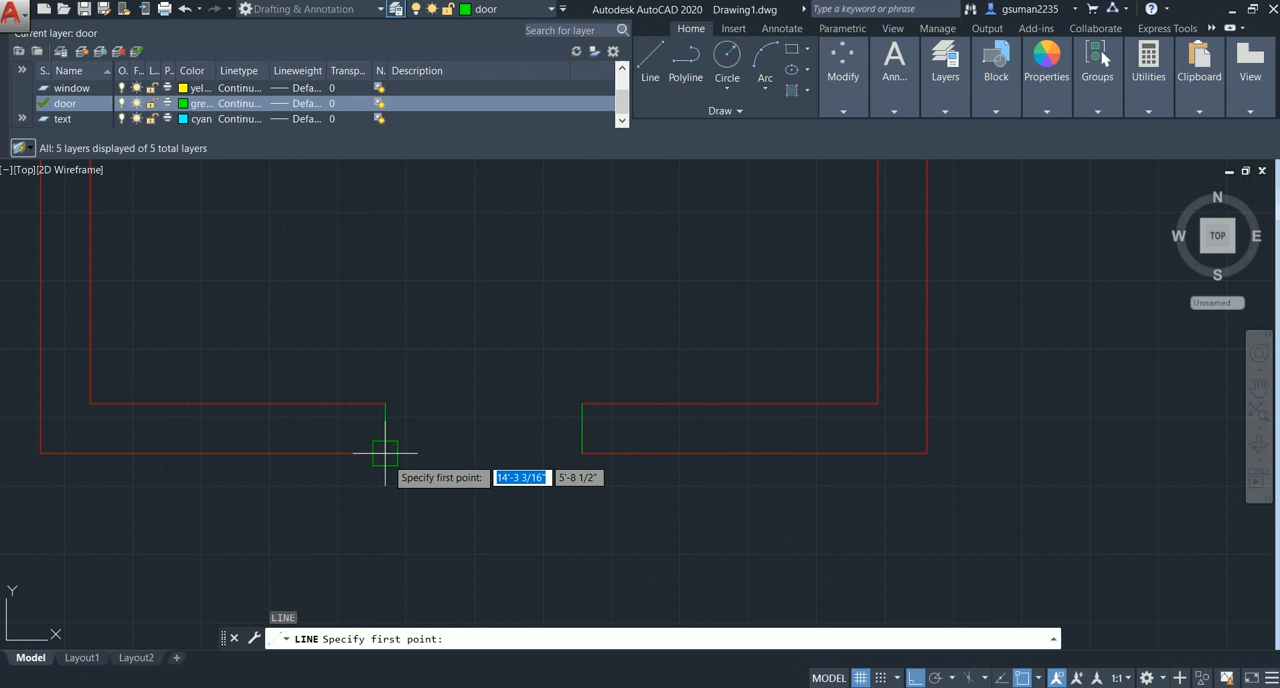 Drafting & Annotation door Autodesk AutoCAD 2020 Drawing1.dwg Type a keyword or phrase gsuman2235
Current layer: door Search for layer Home Insert Annotate Parametric View Manage Output Add-ins Collaborate Express Tools
S.. Name O. F.. L.. P.. Color Linetype Lineweight Transp... N. Description
Line Polyline Circle Arc Modify Ann... Layers Block Properties Groups Utilities Clipboard View
window yel... Continu... Defa... 0
door gre... Continu... Defa... 0
text cyan Continu... Defa... 0
Draw
All: 5 layers displayed of 5 total layers
[−][Top][2D Wireframe]
N
W TOP E
S
Unnamed
Specify first point: 14'-3 3/16" 5'-8 1/2"
Y
X
LINE
LINE Specify first point:
Model Layout1 Layout2 +
MODEL 1:1